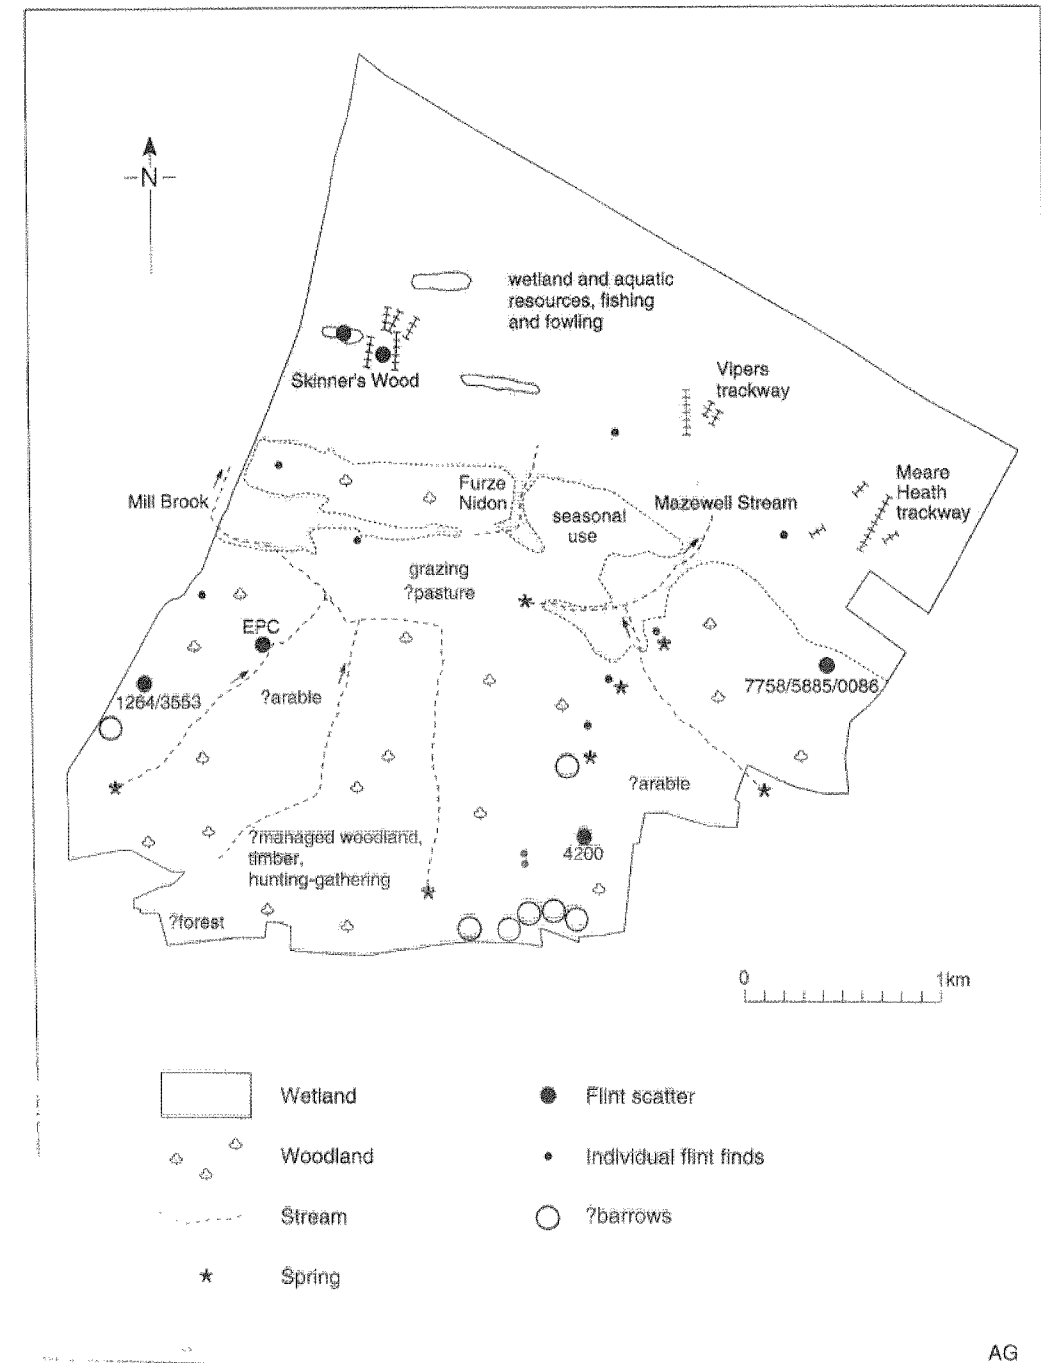 N
wetland and aquatic
resources, fishing
and fowling
Skinner's Wood
Vipers
trackway
Meare
Heath
trackway
Mill Brook
Furze
Nidon
seasonal
use
Mazewell Stream
grazing
?pasture
EPC
1264/3553
?arable
7758/5885/0086
?arable
?managed woodland,
timber,
hunting-gathering
4200
?forest
0 1km
Wetland
Flint scatter
Woodland
Individual flint finds
Stream
?barrows
Spring
AG